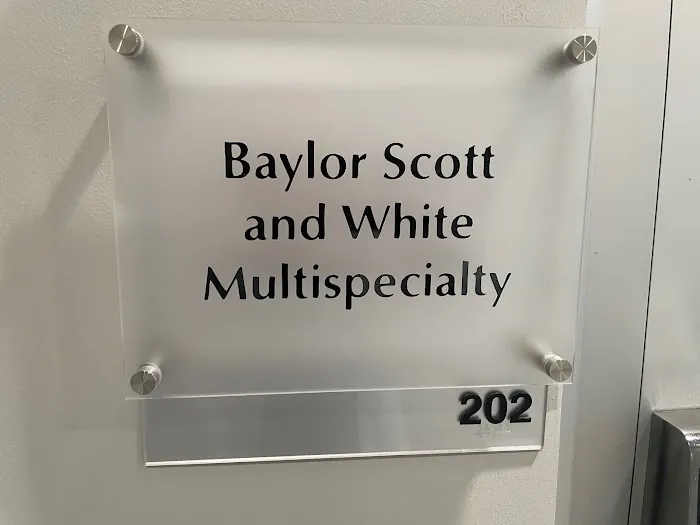 Baylor Scott
and White
Multispecialty
202